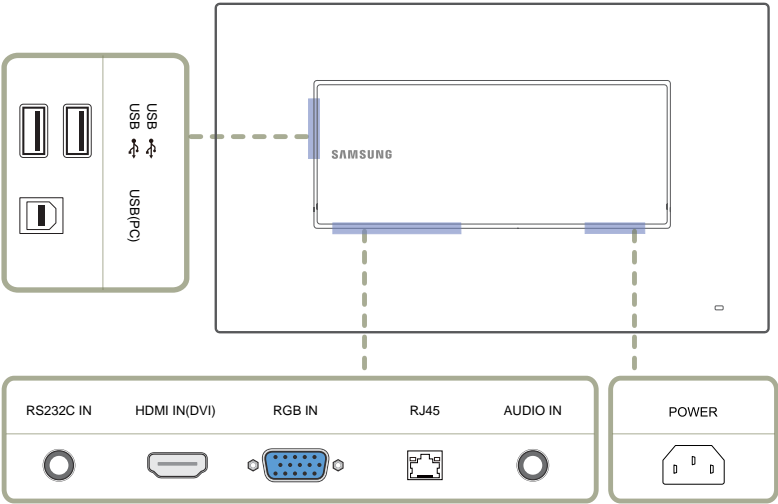 USB
USB
USB(PC)
SAMSUNG
RS232C IN
HDMI IN(DVI)
RGB IN
RJ45
AUDIO IN
POWER